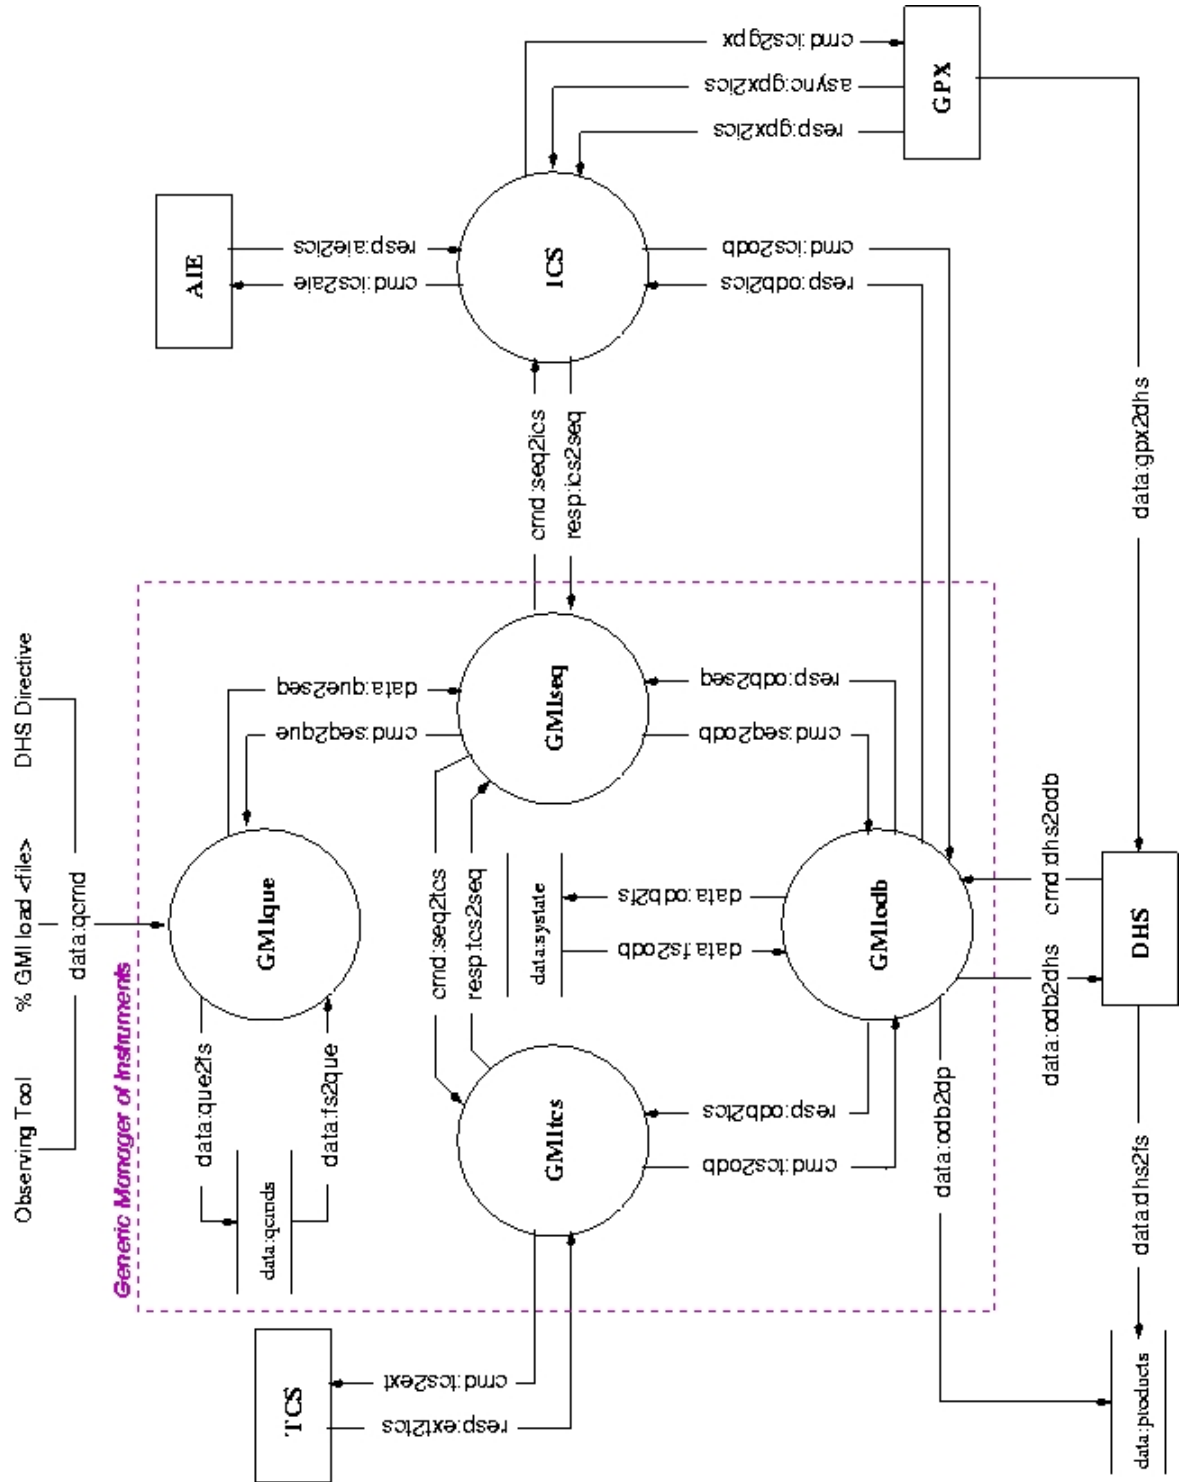 Observing Tool
% GMI load <file>
DHS Directive
data:qcmd
Generic Manager of Instuments
TCS
AIE
data:que2fs
data:fs2que
data:qcmds
GMIque
cmd:seq2que
data:que2seq
cmd:ics2aie
resp:aie2ics
cmd:tcs2ext
resp:ext2tcs
cmd:seq2tcs
resp:tcs2seq
GMItcs
data:systate
GMIseq
cmd:seq2ics
resp:ics2seq
ICS
cmd:ics2gpx
async:gpx2ics
resp:gpx2ics
cmd:tcs2odb
resp:odb2tcs
data:fs2odb
data:odb2fs
cmd:seq2odb
resp:odb2seq
resp:odb2ics
cmd:ics2odb
GMIodb
GPX
data:odb2dp
data:odb2dhs
cmd:dhs2odb
data:products
data:dhs2fs
DHS
data:gpx2dhs